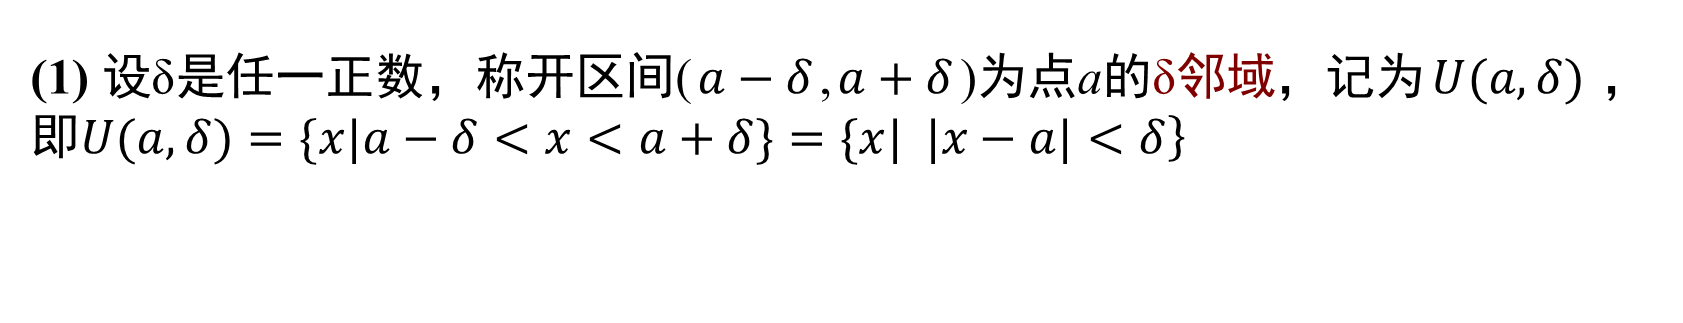 (1) 设δ是任一正数，称开区间(a − δ,a + δ)为点a的δ邻域，记为U(a,δ)，
即U(a,δ) = {x|a − δ < x < a + δ} = {x| |x − a| < δ}